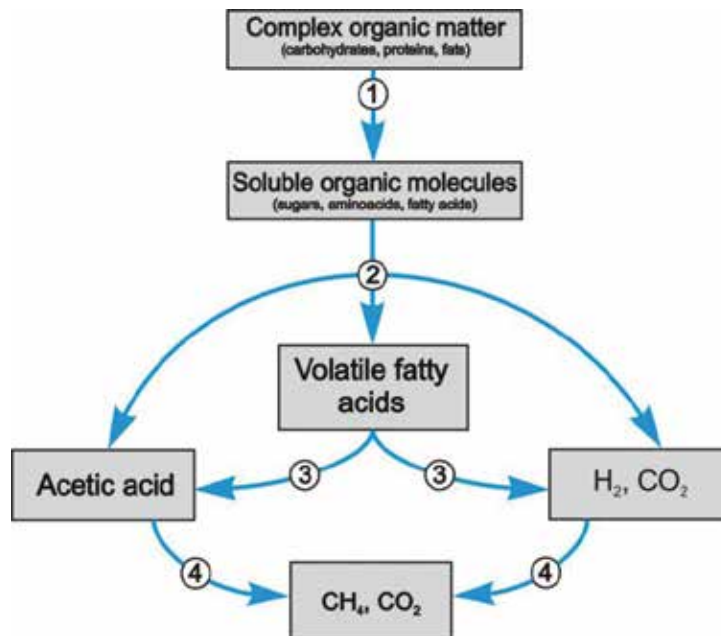 Complex organic matter
(carbohydrates, proteins, fats)
1
Soluble organic molecules
(sugars, aminoacids, fatty acids)
2
Volatile fatty
acids
3
3
Acetic acid
H₂, CO₂
4
4
CH₄, CO₂